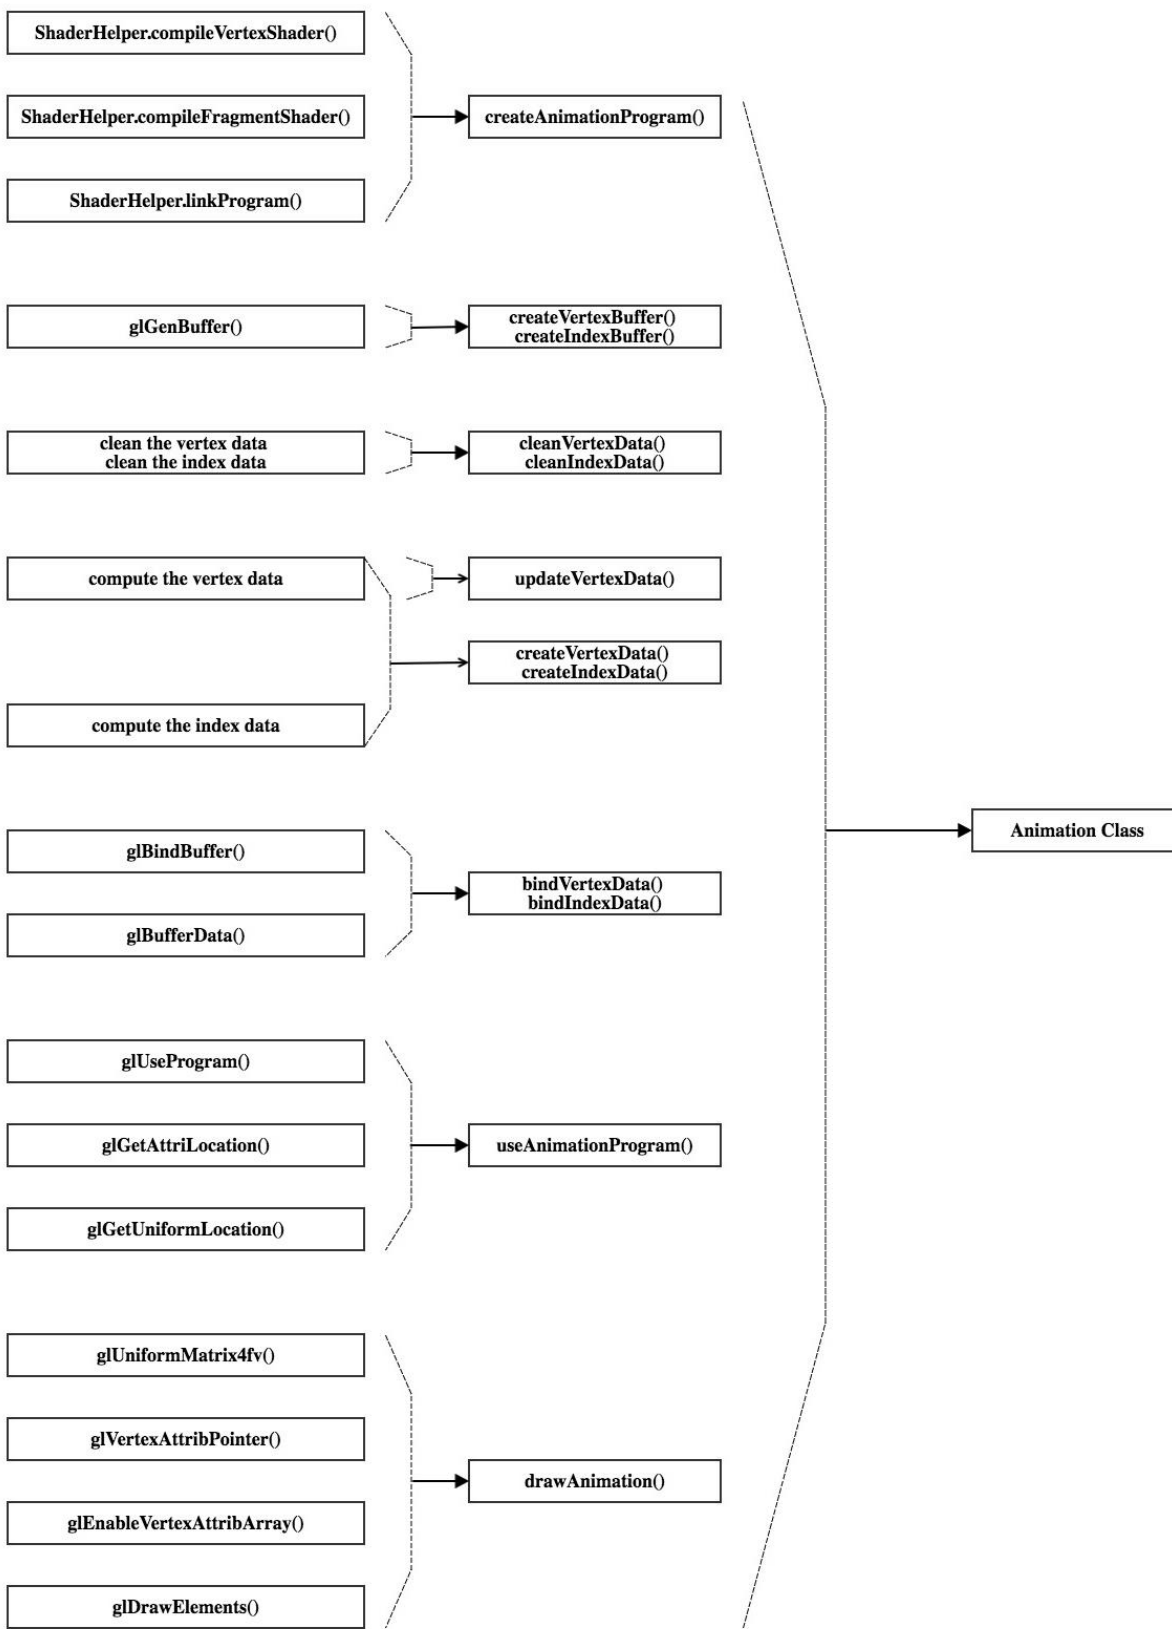 ShaderHelper.compileVertexShader()
ShaderHelper.compileFragmentShader()
createAnimationProgram()
ShaderHelper.linkProgram()
glGenBuffer()
createVertexBuffer()
createIndexBuffer()
clean the vertex data
clean the index data
cleanVertexData()
cleanIndexData()
compute the vertex data
updateVertexData()
createVertexData()
createIndexData()
compute the index data
glBindBuffer()
Animation Class
bindVertexData()
bindIndexData()
glBufferData()
glUseProgram()
glGetAttriLocation()
useAnimationProgram()
glGetUniformLocation()
glUniformMatrix4fv()
glVertexAttribPointer()
drawAnimation()
glEnableVertexAttribArray()
glDrawElements()